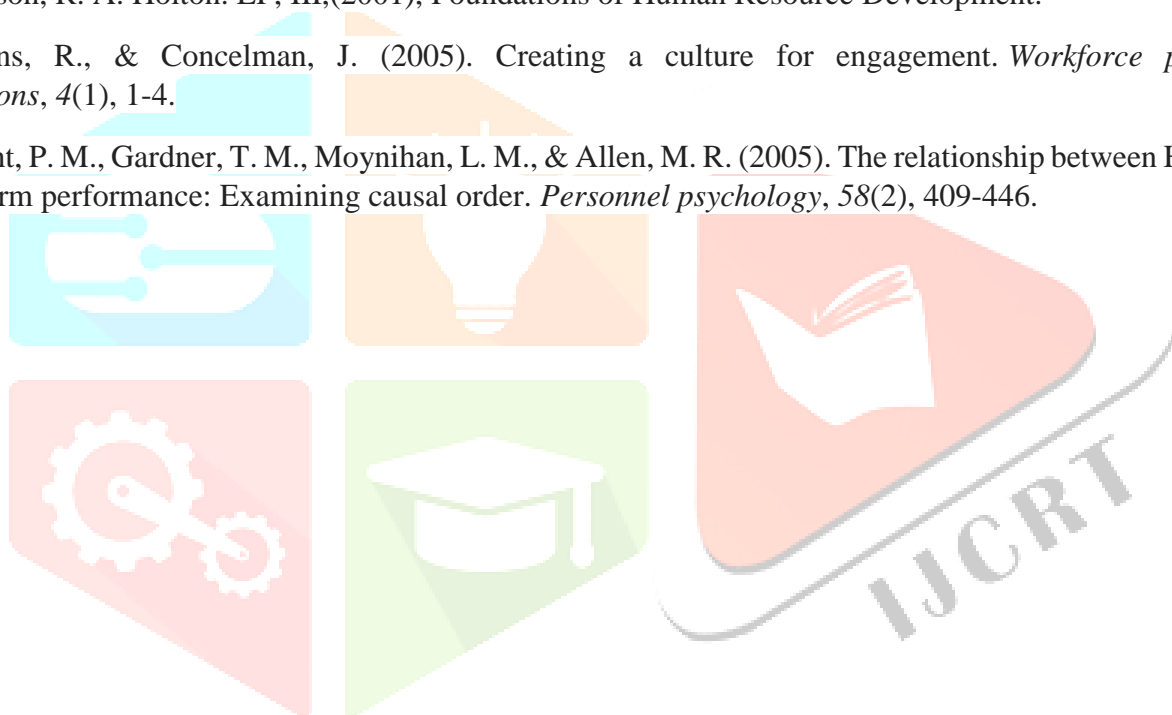 son, R. A. Holton. EF, III,(2001), Foundations of Human Resource Development.
ns, R., & Concelman, J. (2005). Creating a culture for engagement. Workforce p
ons, 4(1), 1-4.
nt, P. M., Gardner, T. M., Moynihan, L. M., & Allen, M. R. (2005). The relationship between H
rm performance: Examining causal order. Personnel psychology, 58(2), 409-446.
IJCRT